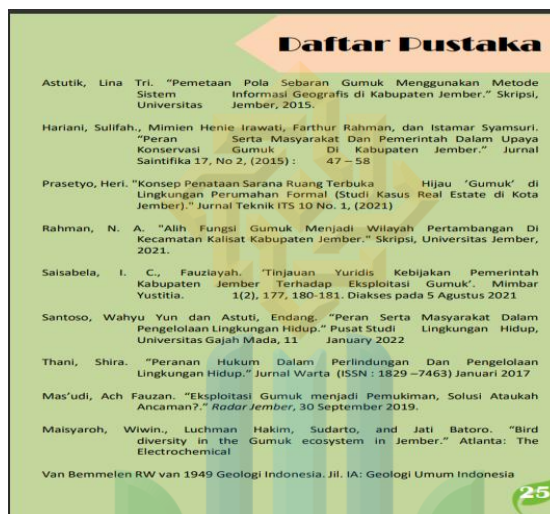 Daftar Pustaka
Astutik, Lina Tri. “Pemetaan Pola Sebaran Gumuk Menggunakan Metode
Sistem Informasi Geografis di Kabupaten Jember.” Skripsi,
Universitas Jember, 2015.
Hariani, Sulifah., Mimien Henie Irawati, Farthur Rahman, dan Istamar Syamsuri.
“Peran Serta Masyarakat Dan Pemerintah Dalam Upaya
Konservasi Gumuk Di Kabupaten Jember.” Jurnal
Saintifika 17, No 2, (2015) : 47 – 58
Prasetyo, Heri. "Konsep Penataan Sarana Ruang Terbuka Hijau ‘Gumuk’ di
Lingkungan Perumahan Formal (Studi Kasus Real Estate di Kota
Jember)." Jurnal Teknik ITS 10 No. 1, (2021)
Rahman, N. A. "Alih Fungsi Gumuk Menjadi Wilayah Pertambangan Di
Kecamatan Kalisat Kabupaten Jember." Skripsi, Universitas Jember,
2021.
Saisabela, I. C., Fauziayah. ‘Tinjauan Yuridis Kebijakan Pemerintah
Kabupaten Jember Terhadap Eksploitasi Gumuk’. Mimbar
Yustitia. 1(2), 177, 180-181. Diakses pada 5 Agustus 2021
Santoso, Wahyu Yun dan Astuti, Endang. “Peran Serta Masyarakat Dalam
Pengelolaan Lingkungan Hidup.” Pusat Studi Lingkungan Hidup,
Universitas Gajah Mada, 11 January 2022
Thani, Shira. “Peranan Hukum Dalam Perlindungan Dan Pengelolaan
Lingkungan Hidup.” Jurnal Warta (ISSN : 1829 –7463) Januari 2017
Mas’udi, Ach Fauzan. “Eksploitasi Gumuk menjadi Pemukiman, Solusi Ataukah
Ancaman?.” Radar Jember, 30 September 2019.
Maisyaroh, Wiwin., Luchman Hakim, Sudarto, and Jati Batoro. “Bird
diversity in the Gumuk ecosystem in Jember.” Atlanta: The
Electrochemical
Van Bemmelen RW van 1949 Geologi Indonesia. Jil. IA: Geologi Umum Indonesia
25